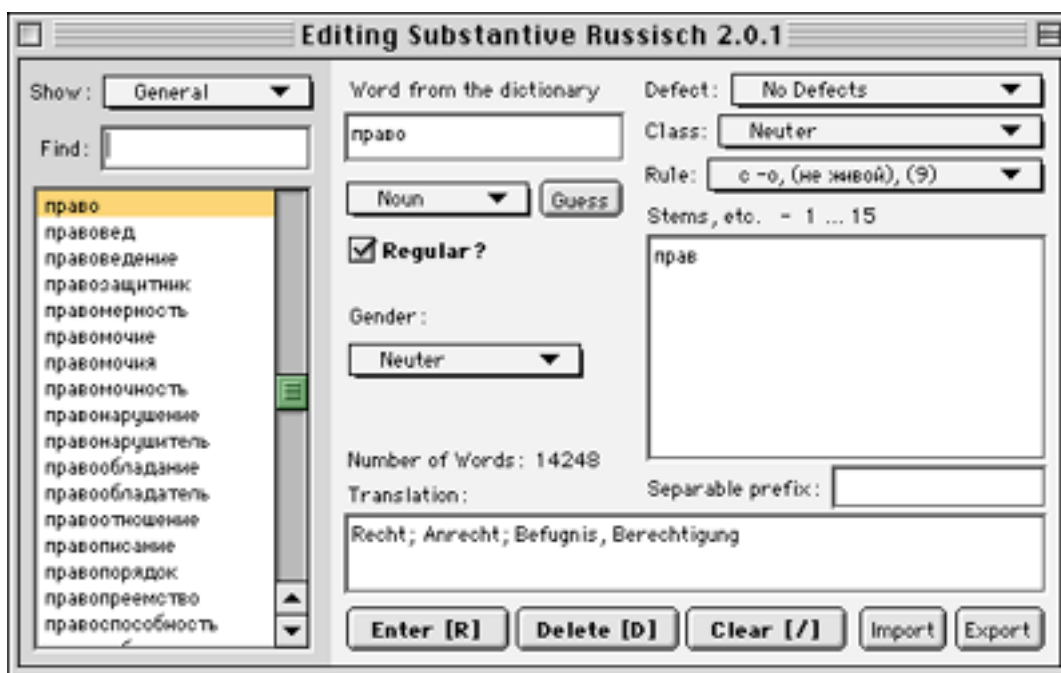 Editing Substantive Russisch 2.0.1
Show: General
Find:
право
правовед
правоведение
правозащитник
правомерность
правомочие
правомочия
правомочность
правонарушение
правонарушитель
правообладание
правообладатель
правоотношение
правописание
правопорядок
правопреемство
правоспособность
Word from the dictionary
право
Noun Guess
Regular?
Gender:
Neuter
Number of Words: 14248
Defect: No Defects
Class: Neuter
Rule: с -о, (не живой), (9)
Stems, etc. - 1 ... 15
прав
Separable prefix:
Translation:
Recht; Anrecht; Befugnis, Berechtigung
Enter [R] Delete [D] Clear [/] Import Export